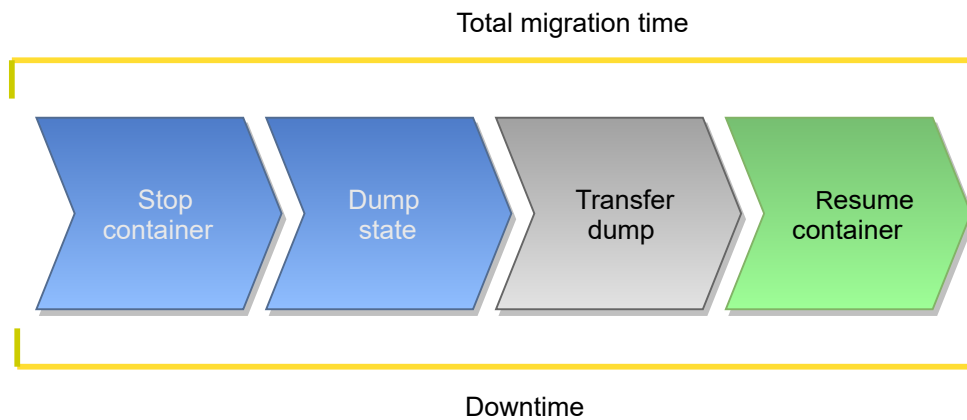 Total migration time
Stop
container
Dump
state
Transfer
dump
Resume
container
Downtime